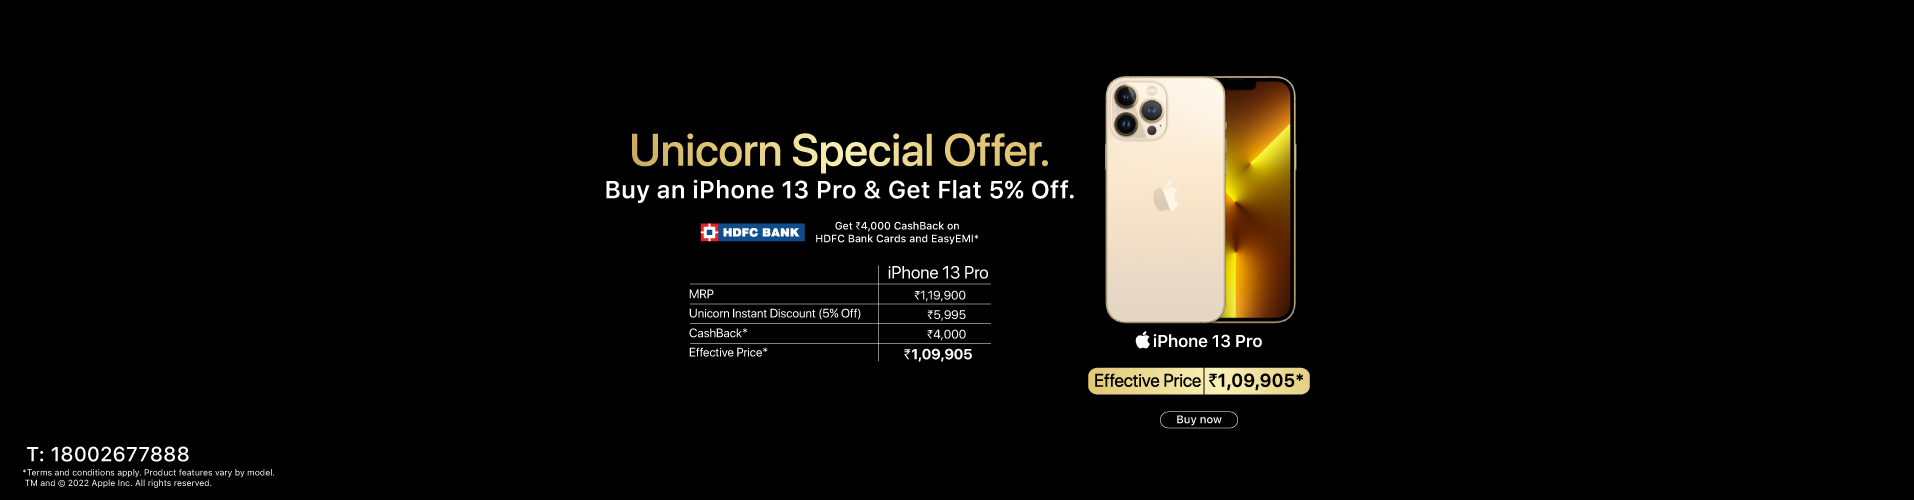 Unicorn Special Offer.
Buy an iPhone 13 Pro & Get Flat 5% Off.
HDFC BANK
Get ₹4,000 CashBack on
HDFC Bank Cards and EasyEMI*
iPhone 13 Pro
MRP ₹1,19,900
Unicorn Instant Discount (5% Off) ₹5,995
CashBack* ₹4,000
Effective Price* ₹1,09,905
iPhone 13 Pro
Effective Price ₹1,09,905*
Buy now
T: 18002677888
*Terms and conditions apply. Product features vary by model.
TM and © 2022 Apple Inc. All rights reserved.